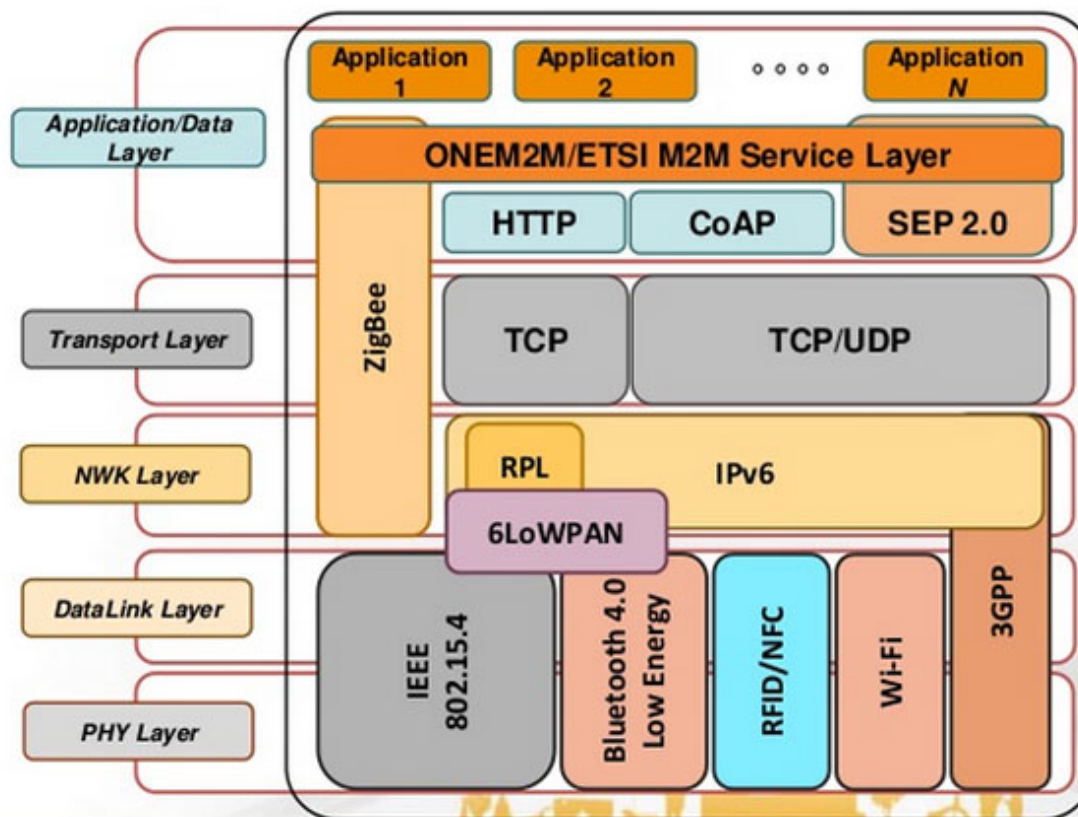 Application
1
Application
2
Application
N
Application/Data
Layer
ONEM2M/ETSI M2M Service Layer
HTTP
CoAP
SEP 2.0
ZigBee
Transport Layer
TCP
TCP/UDP
NWK Layer
RPL
IPv6
6LoWPAN
DataLink Layer
IEEE
802.15.4
Bluetooth 4.0
Low Energy
RFID/NFC
Wi-Fi
3GPP
PHY Layer